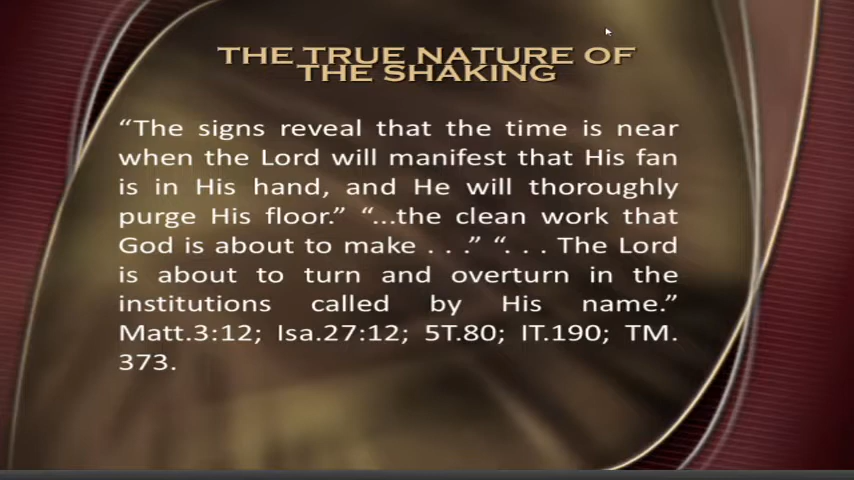 THE TRUE NATURE OF
THE SHAKING
“The signs reveal that the time is near
when the Lord will manifest that His fan
is in His hand, and He will thoroughly
purge His floor.” “...the clean work that
God is about to make . . .” “. . . The Lord
is about to turn and overturn in the
institutions called by His name.”
Matt.3:12; Isa.27:12; 5T.80; IT.190; TM.
373.